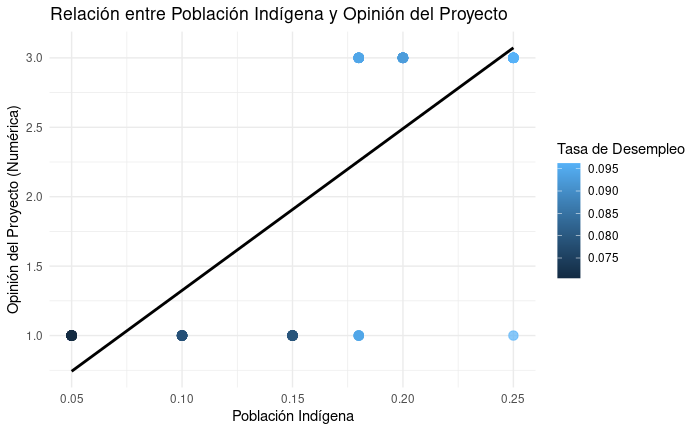 Relación entre Población Indígena y Opinión del Proyecto
Opinión del Proyecto (Numérica)
3.0
2.5
2.0
1.5
1.0
0.05 0.10 0.15 0.20 0.25
Población Indígena
Tasa de Desempleo
0.095
0.090
0.085
0.080
0.075